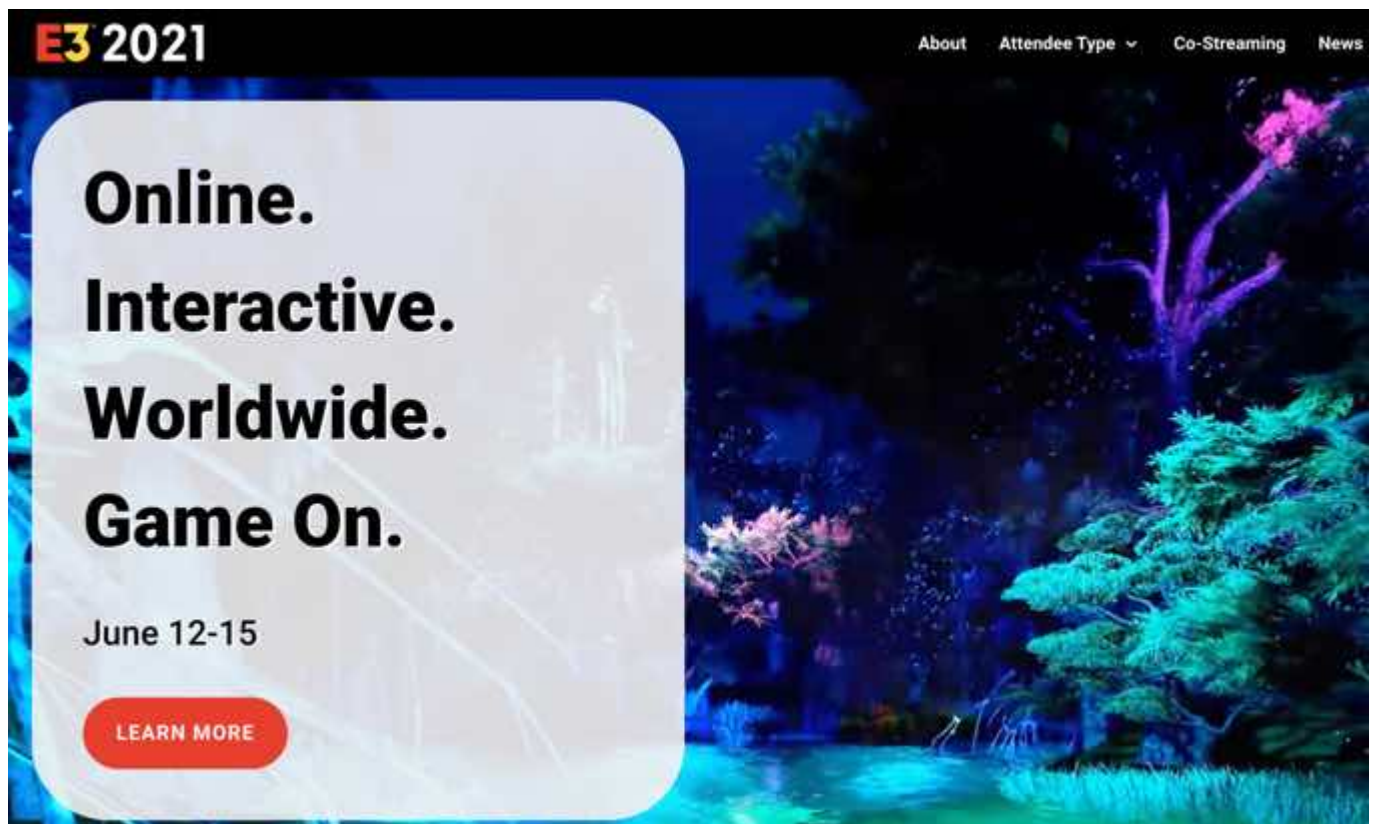 E3 2021
About Attendee Type Co-Streaming News
Online.
Interactive.
Worldwide.
Game On.
June 12-15
LEARN MORE